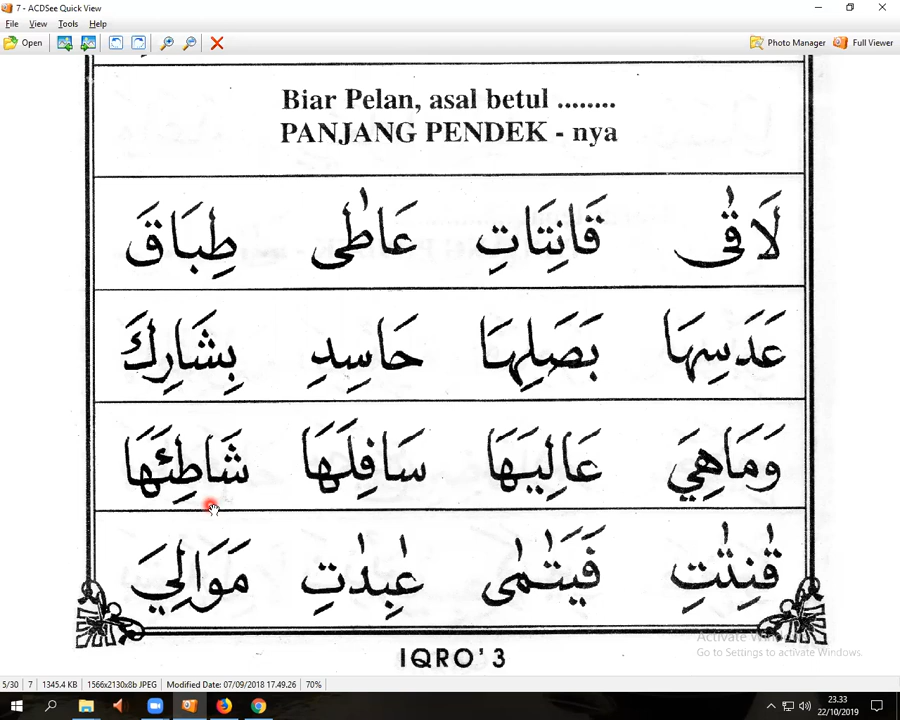 7 - ACDSee Quick View
File View Tools Help
Open Photo Manager Full Viewer
Biar Pelan, asal betul ........
PANJANG PENDEK - nya
لَاقٰى قَانِتَاتِ عَاطٰى طِبَاقَ
عَدَسِهَا بَصَلِهَا حَاسِدِ بِشَارِكَ
وَمَاهِيَ عَالِيَهَا سَافِلَهَا شَاطِئَهَا
قٰنِتٰتِ فَيَتٰمٰى عٰبِدٰتِ مَوَالِيَ
IQRO' 3
Activate Windows
Go to Settings to activate Windows.
5/30 7 1345.4 KB 1566x2130x8b JPEG Modified Date: 07/09/2018 17.49.26 70%
23.33
22/10/2019